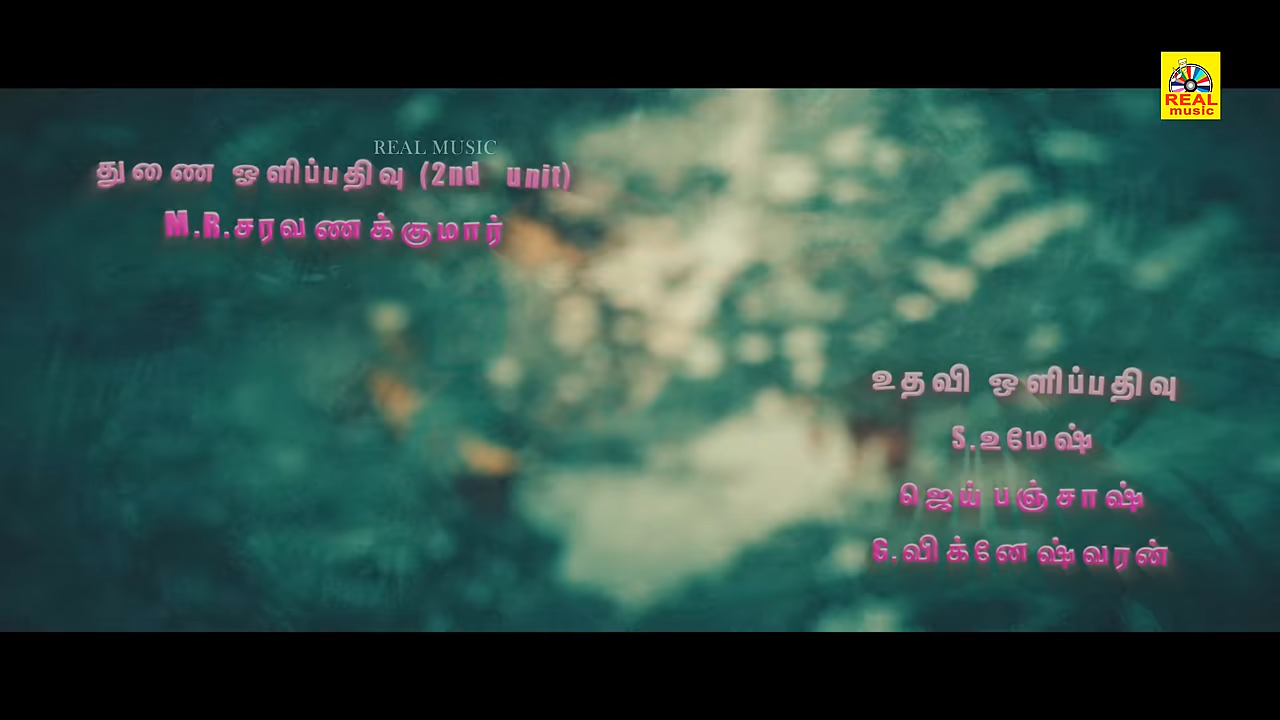 REAL music
REAL MUSIC
துணை ஒளிப்பதிவு (2nd unit)
M.R.சரவணக்குமார்
உதவி ஒளிப்பதிவு
S.உமேஷ்
ஜெய் பஞ்சாஷ்
G.விக்னேஷ்வரன்